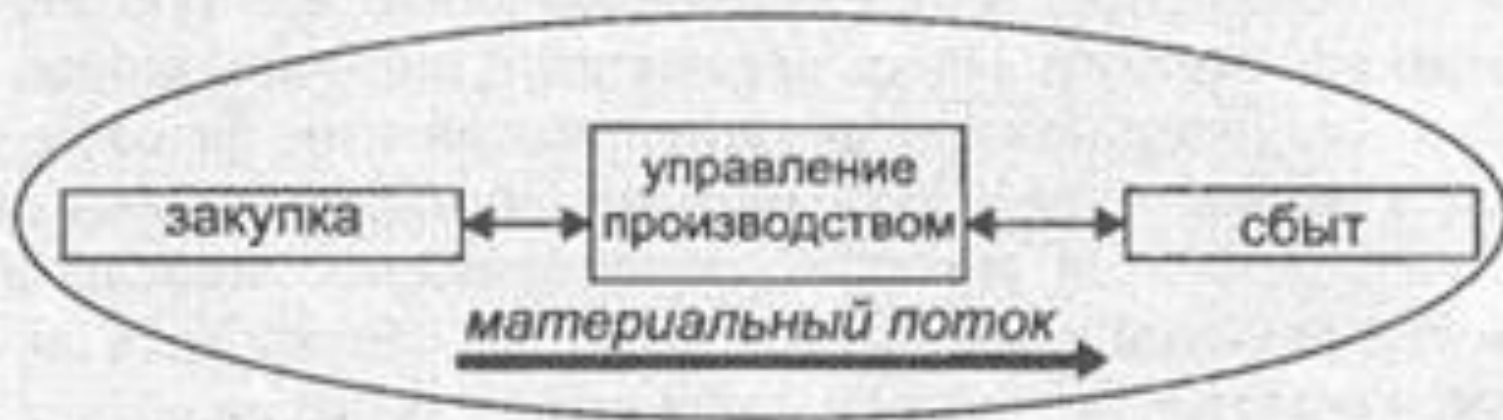 закупка
управление
производством
сбыт
материальный поток